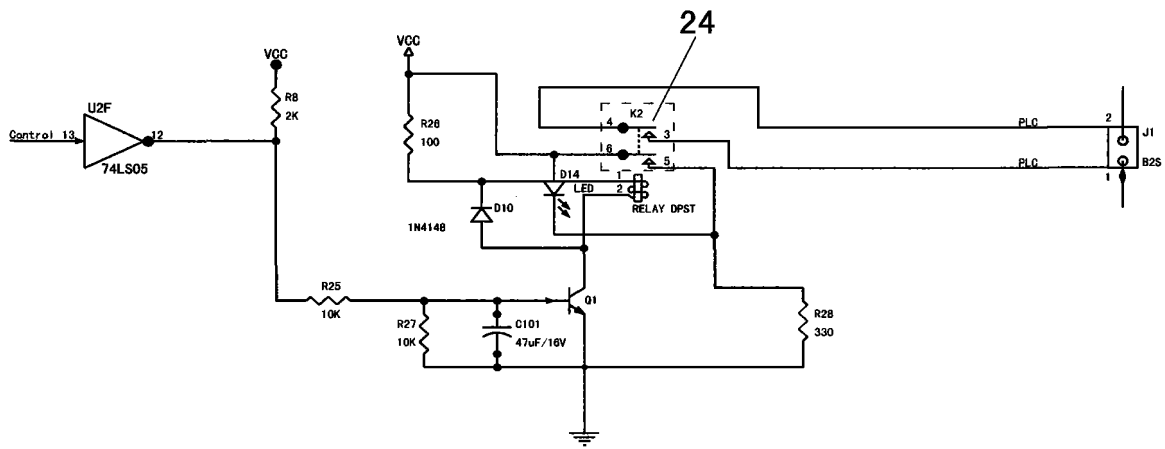 24
VCC
VCC
U2F
R8
2K
R26
100
K2
4
3
6
5
Control 13
12
74LS05
PLC
2
J1
PLC
1
B2S
D14
LED
1
2
RELAY DPST
D10
1N4148
R25
10K
Q1
R27
10K
C101
47uF/16V
R28
330